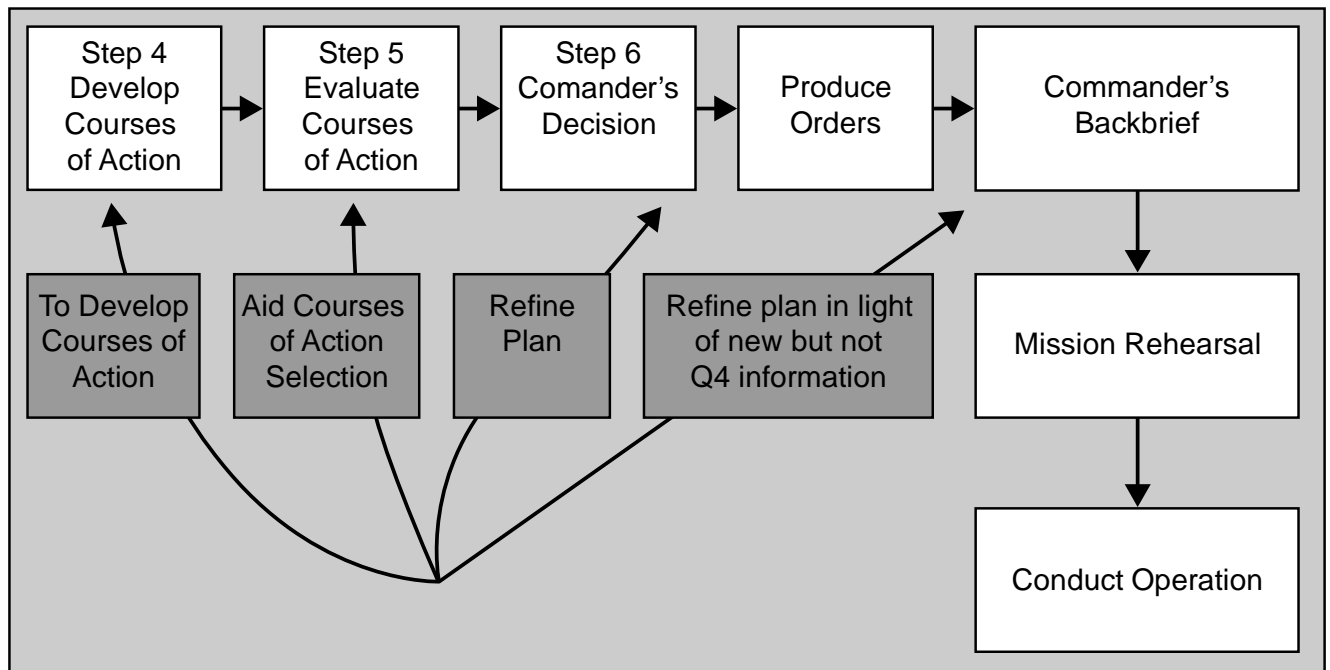 Step 4
Develop
Courses
of Action
Step 5
Evaluate
Courses
of Action
Step 6
Comander’s
Decision
Produce
Orders
Commander’s
Backbrief
To Develop
Courses of
Action
Aid Courses
of Action
Selection
Refine
Plan
Refine plan in light
of new but not
Q4 information
Mission Rehearsal
Conduct Operation